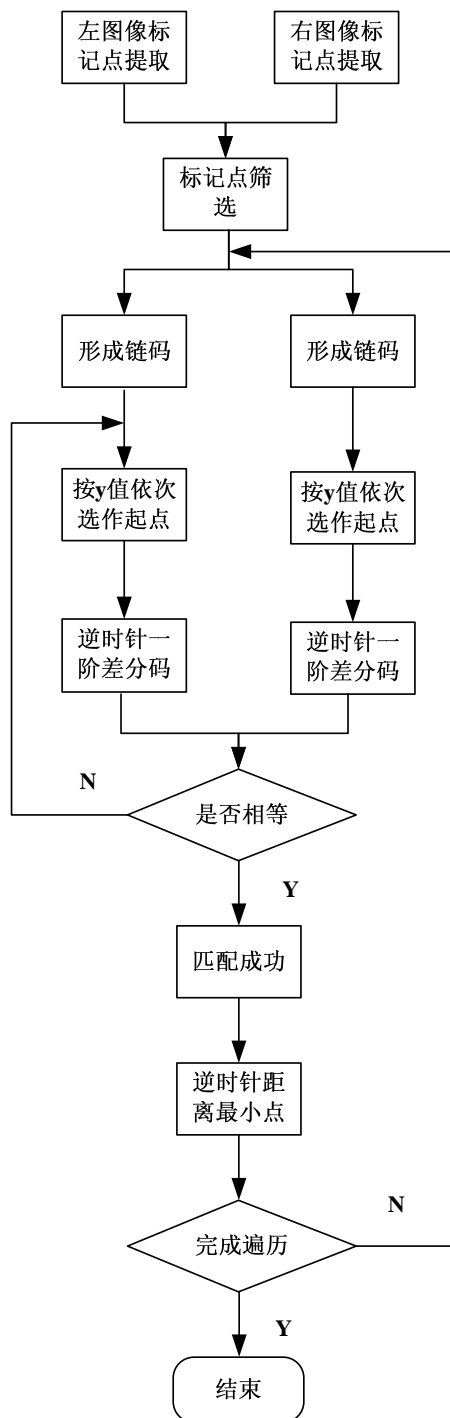 左图像标
记点提取
右图像标
记点提取
标记点筛
选
形成链码
形成链码
按y值依次
选作起点
按y值依次
选作起点
逆时针一
阶差分码
逆时针一
阶差分码
N
是否相等
Y
匹配成功
逆时针距
离最小点
N
完成遍历
Y
结束